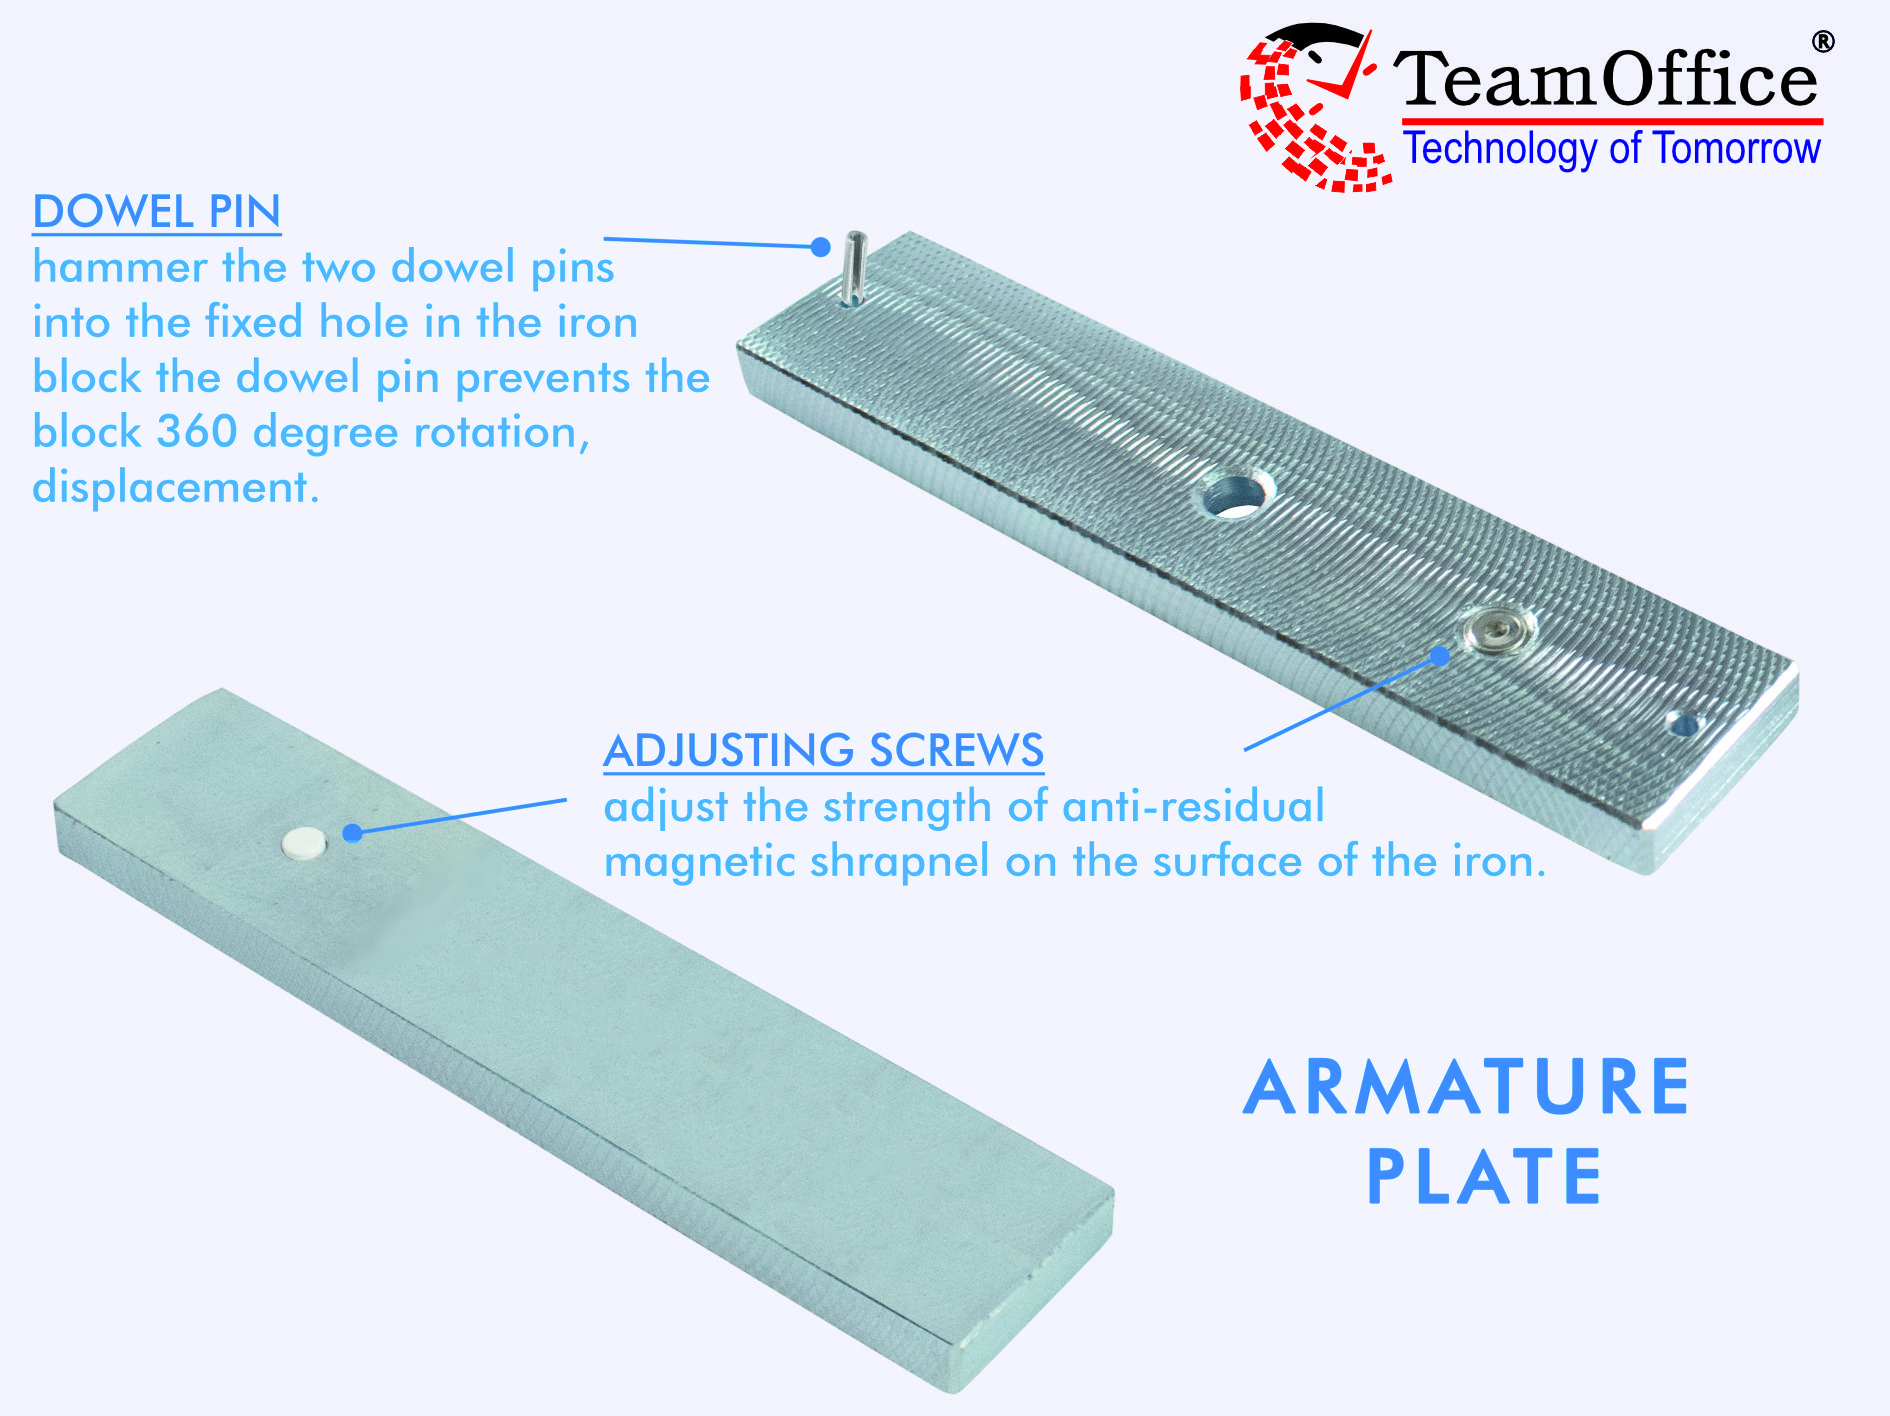 TeamOffice®
Technology of Tomorrow
DOWEL PIN
hammer the two dowel pins
into the fixed hole in the iron
block the dowel pin prevents the
block 360 degree rotation,
displacement.
ADJUSTING SCREWS
adjust the strength of anti-residual
magnetic shrapnel on the surface of the iron.
ARMATURE
PLATE